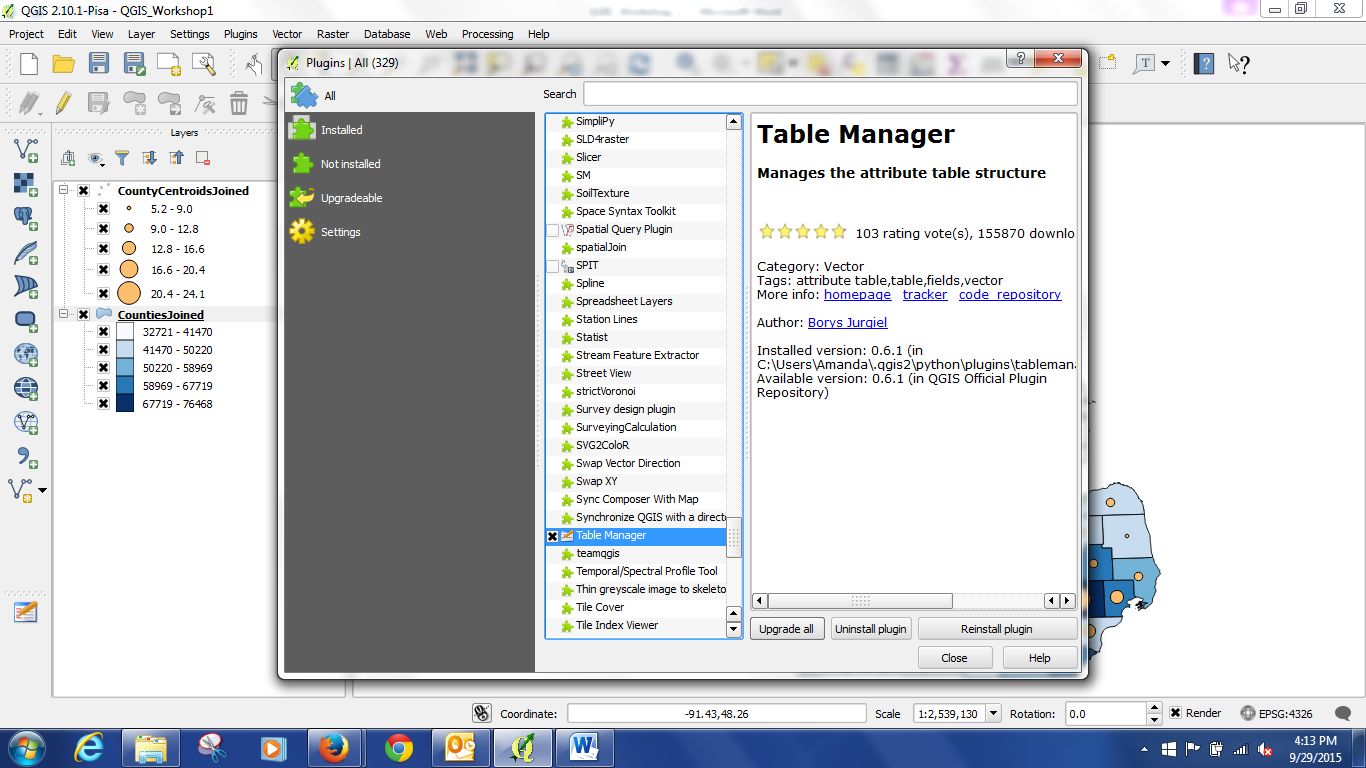 QGIS 2.10.1-Pisa - QGIS_Workshop1
Project Edit View Layer Settings Plugins Vector Raster Database Web Processing Help
Plugins | All (329)
All
Installed
Not installed
Upgradeable
Settings
Search
SimpliPy
SLD4raster
Slicer
SM
SoilTexture
Space Syntax Toolkit
Spatial Query Plugin
spatialJoin
SPIT
Spline
Spreadsheet Layers
Station Lines
Statist
Stream Feature Extractor
Street View
strictVoronoi
Survey design plugin
SurveyingCalculation
SVG2ColoR
Swap Vector Direction
Swap XY
Sync Composer With Map
Synchronize QGIS with a direct
Table Manager
teamqgis
Temporal/Spectral Profile Tool
Thin greyscale image to skeleto
Tile Cover
Tile Index Viewer
Table Manager
Manages the attribute table structure
103 rating vote(s), 155870 downlo
Category: Vector
Tags: attribute table,table,fields,vector
More info: homepage tracker code repository
Author: Borys Jurgiel
Installed version: 0.6.1 (in
C:\Users\Amanda\.qgis2\python\plugins\tablemana
Available version: 0.6.1 (in QGIS Official Plugin
Repository)
Upgrade all Uninstall plugin Reinstall plugin
Close Help
Layers
CountyCentroidsJoined
5.2 - 9.0
9.0 - 12.8
12.8 - 16.6
16.6 - 20.4
20.4 - 24.1
CountiesJoined
32721 - 41470
41470 - 50220
50220 - 58969
58969 - 67719
67719 - 76468
Coordinate: -91.43,48.26 Scale 1:2,539,130 Rotation: 0.0 Render EPSG:4326
4:13 PM
9/29/2015